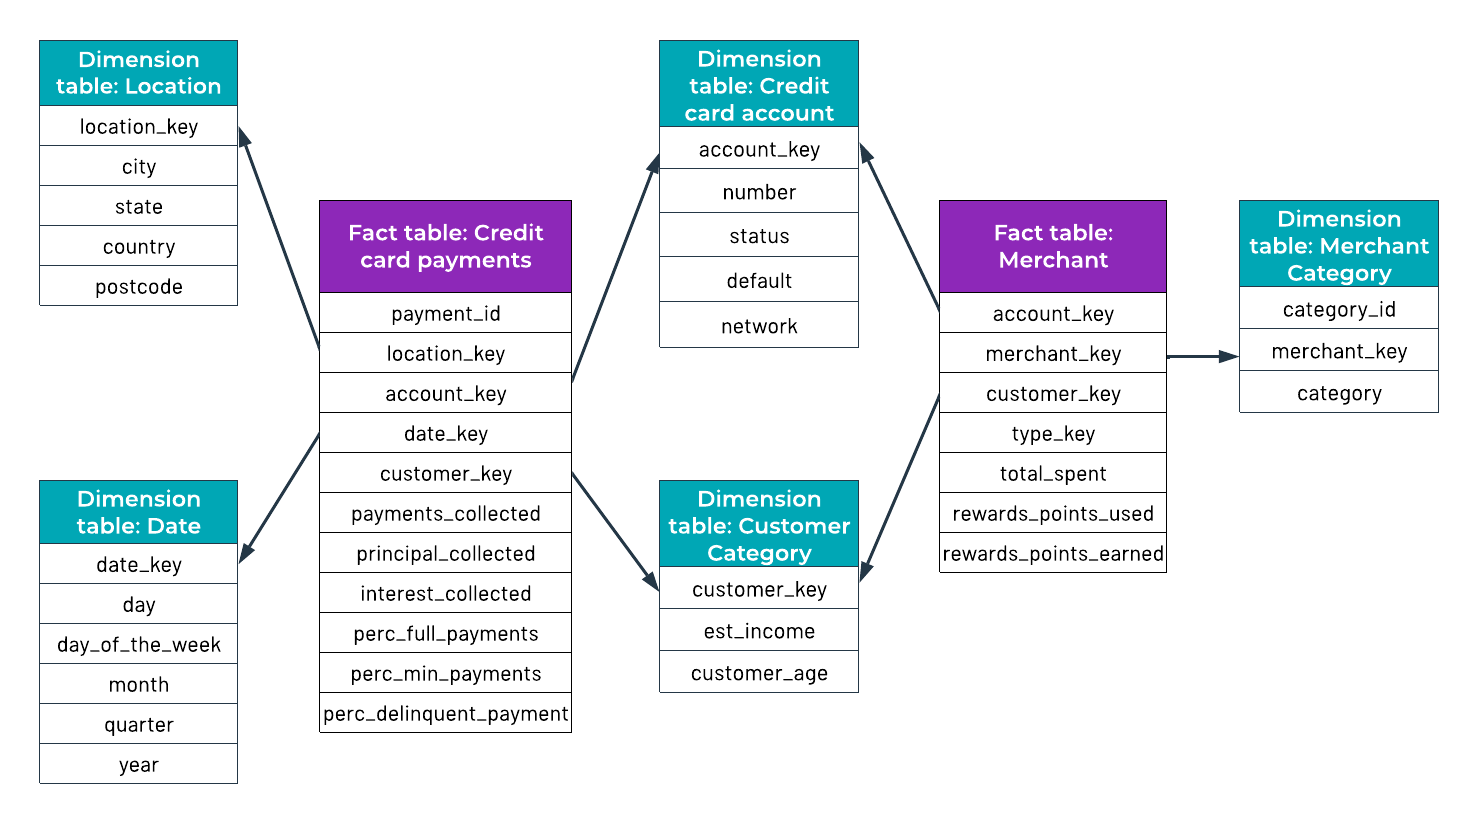 Dimension
table: Location
location_key
city
state
country
postcode
Dimension
table: Date
date_key
day
day_of_the_week
month
quarter
year
Fact table: Credit
card payments
payment_id
location_key
account_key
date_key
customer_key
payments_collected
principal_collected
interest_collected
perc_full_payments
perc_min_payments
perc_delinquent_payment
Dimension
table: Credit
card account
account_key
number
status
default
network
Dimension
table: Customer
Category
customer_key
est_income
customer_age
Fact table:
Merchant
account_key
merchant_key
customer_key
type_key
total_spent
rewards_points_used
rewards_points_earned
Dimension
table: Merchant
Category
category_id
merchant_key
category